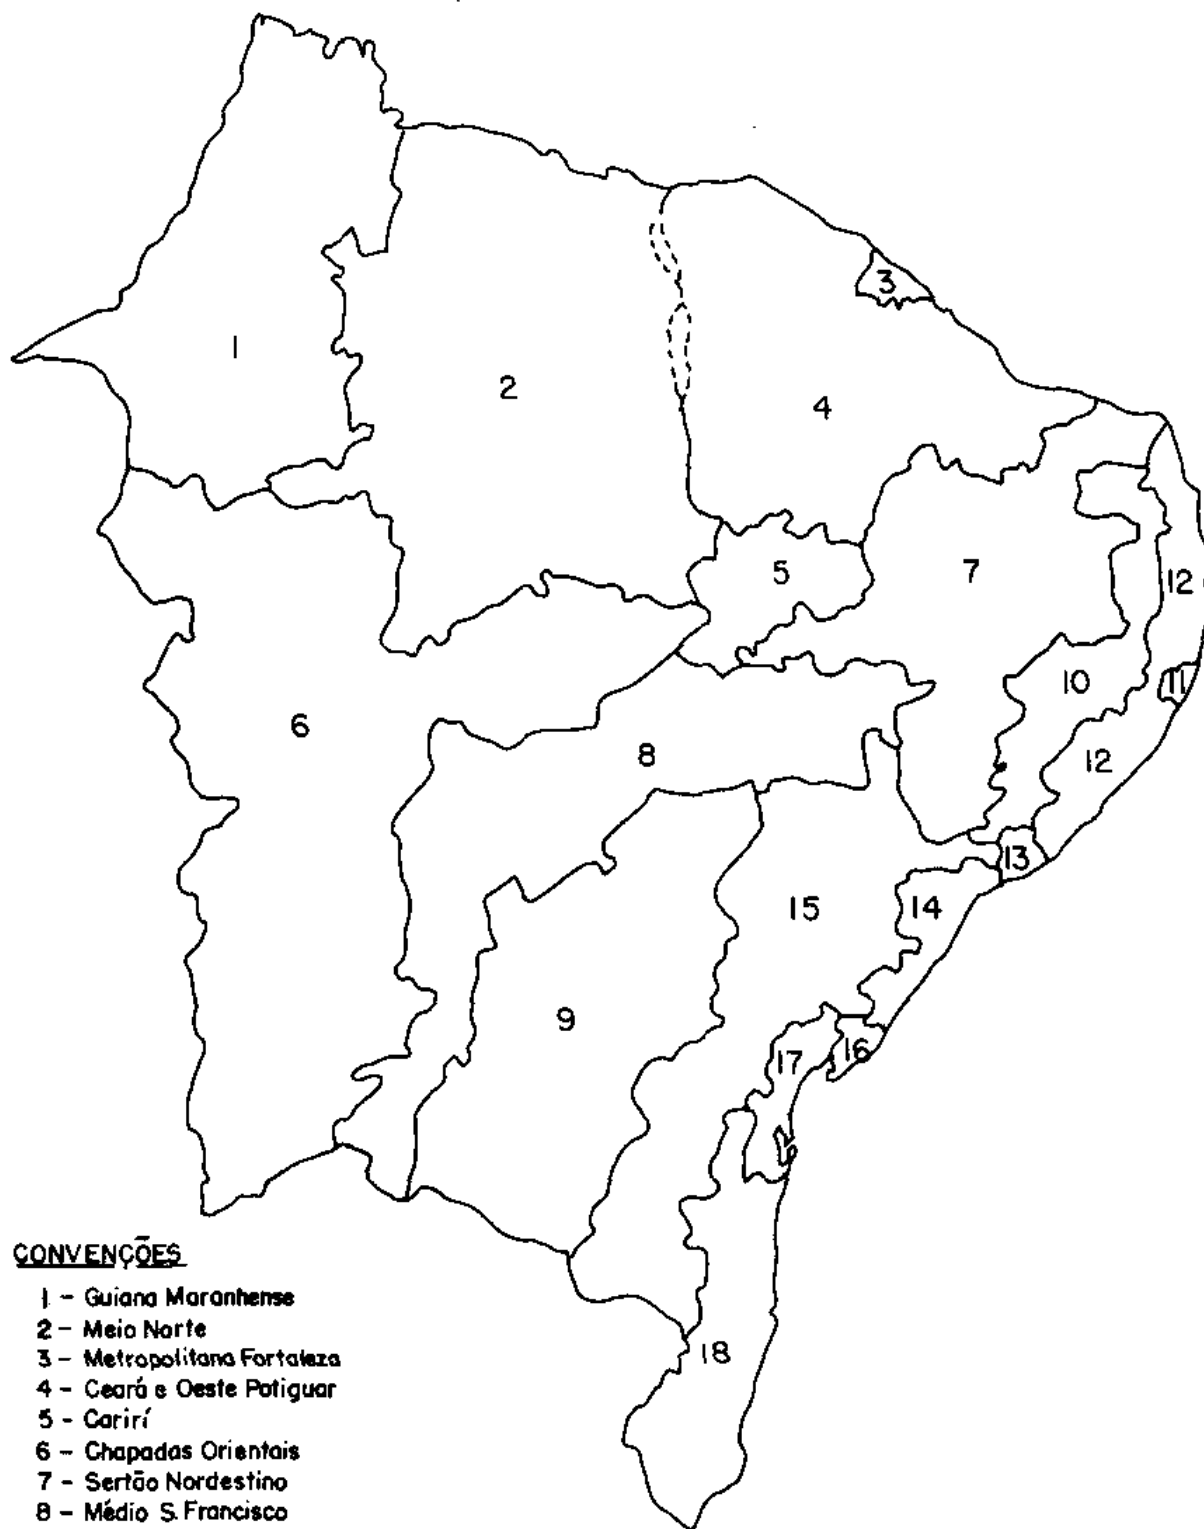 1
2
3
4
5
6
7
8
9
10
11
12
12
13
14
15
16
17
18
CONVENÇÕES
1 - Guiana Maranhense
2 - Meio Norte
3 - Metropolitana Fortaleza
4 - Ceará e Oeste Potiguar
5 - Carirí
6 - Chapadas Orientais
7 - Sertão Nordestino
8 - Médio S. Francisco